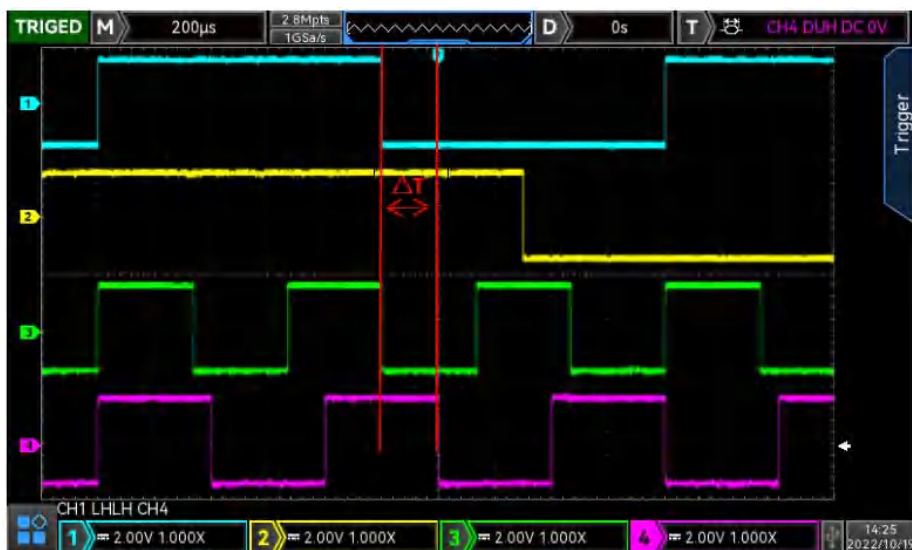 TRIGED M 200µs 2.8Mpts 1GSa/s D 0s T CH4 DUH DC 0V
Trigger
1
ΔT
2
3
4
CH1 LHLH CH4
1 2.00V 1.000X 2 2.00V 1.000X 3 2.00V 1.000X 4 2.00V 1.000X 14:25
2022/10/19